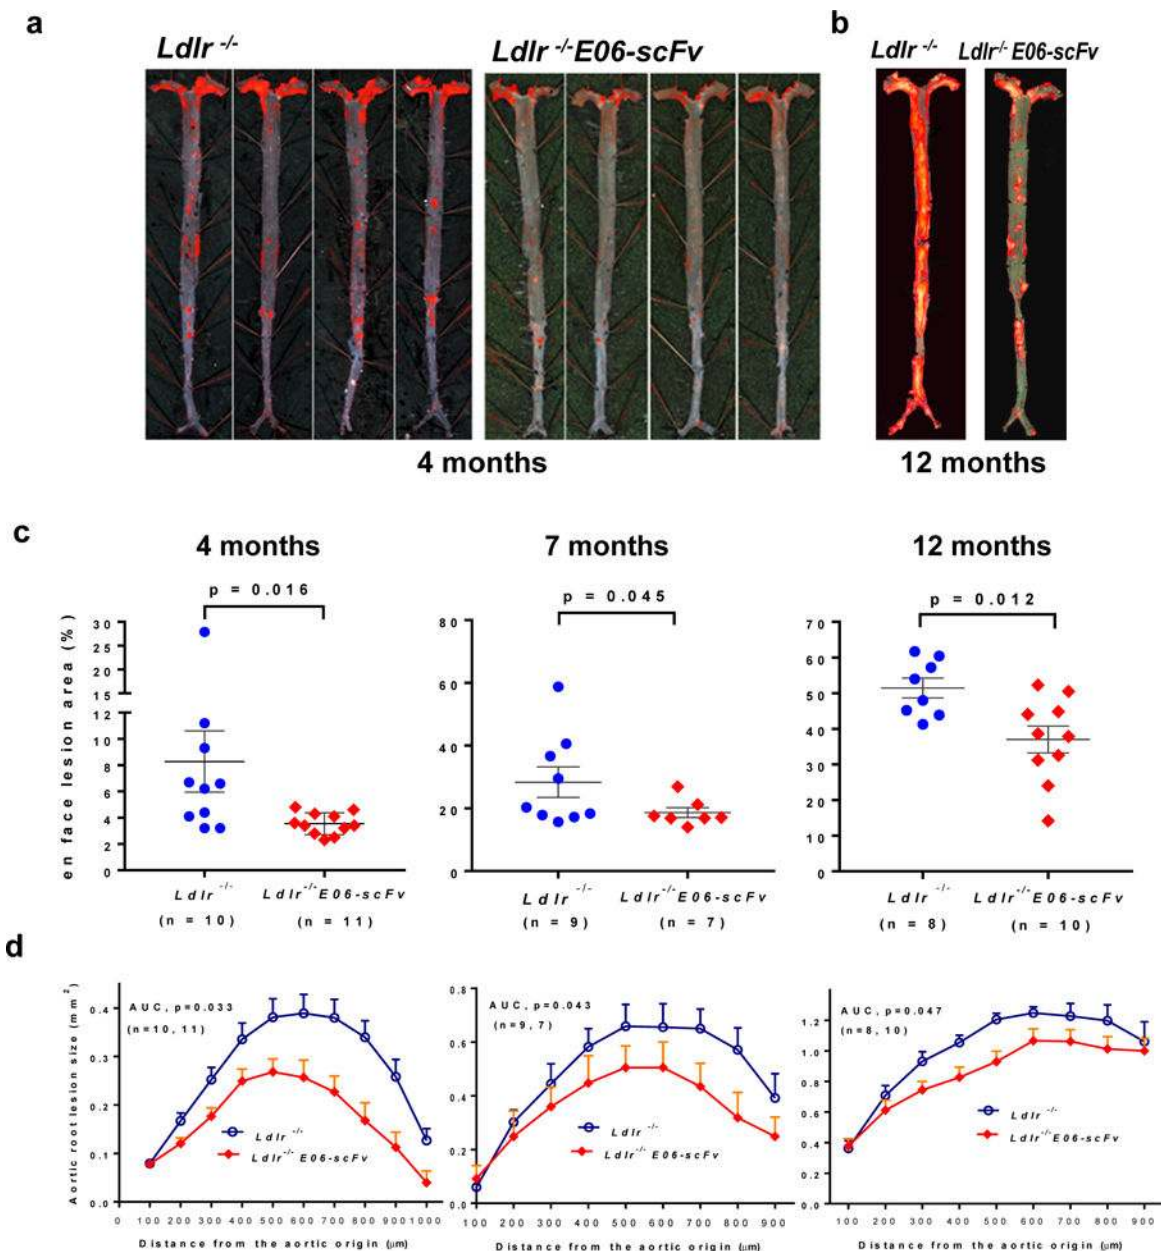 a
b
Ldlr -/-
Ldlr -/- E06-scFv
Ldlr -/-
Ldlr -/- E06-scFv
4 months
12 months
c
4 months
7 months
12 months
p = 0.016
p = 0.045
p = 0.012
en face lesion area (%)
30
25
20
15
12
10
8
6
4
2
0
80
60
40
20
0
70
60
50
40
30
20
10
0
Ldlr -/-
Ldlr -/- E06-scFv
(n = 10)
(n = 11)
Ldlr -/-
Ldlr -/- E06-scFv
(n = 9)
(n = 7)
Ldlr -/-
Ldlr -/- E06-scFv
(n = 8)
(n = 10)
d
Aortic root lesion size (mm²)
AUC, p=0.033
(n=10, 11)
0.4
0.3
0.2
0.1
0.0
Ldlr -/-
Ldlr -/- E06-scFv
0 100 200 300 400 500 600 700 800 900 1000
Distance from the aortic origin (μm)
AUC, p=0.043
(n=9, 7)
0.8
0.6
0.4
0.2
0.0
Ldlr -/-
Ldlr -/- E06-scFv
100 200 300 400 500 600 700 800 900
Distance from the aortic origin (μm)
AUC, p=0.047
(n=8, 10)
1.2
1.0
0.8
0.6
0.4
0.2
0.0
Ldlr -/-
Ldlr -/- E06-scFv
100 200 300 400 500 600 700 800 900
Distance from the aortic origin (μm)